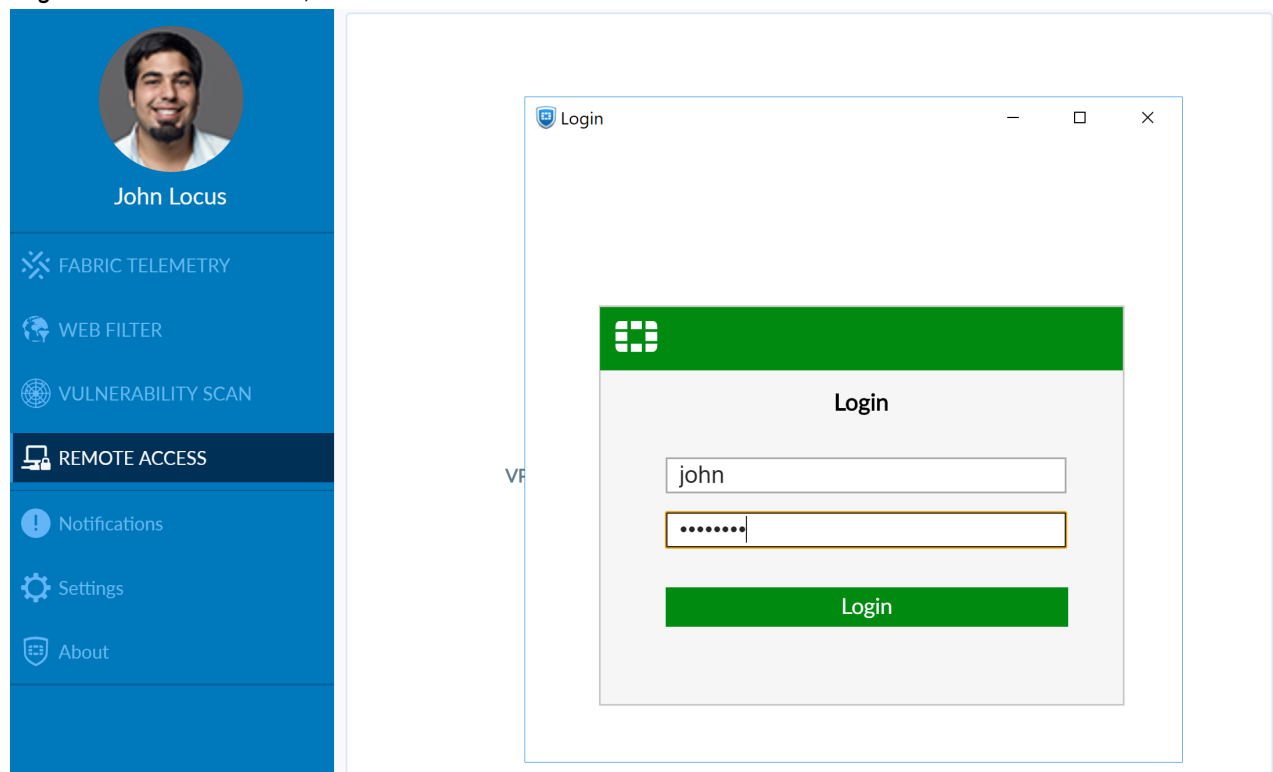 John Locus
FABRIC TELEMETRY
WEB FILTER
VULNERABILITY SCAN
REMOTE ACCESS
Notifications
Settings
About
Login
Login
john
••••••••
Login